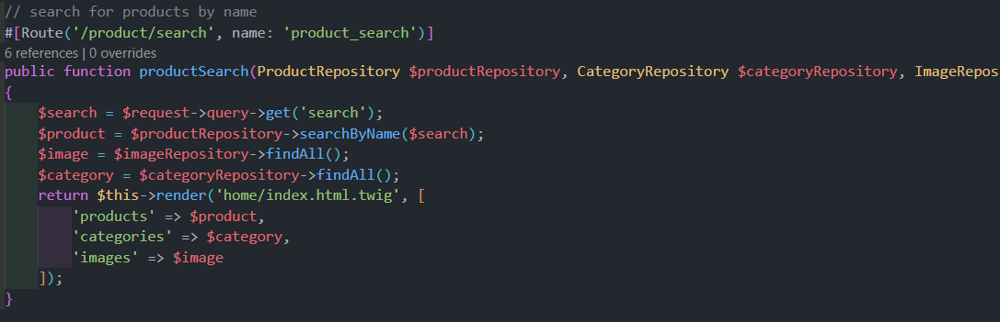 // search for products by name
#[Route('/product/search', name: 'product_search')]
6 references | 0 overrides
public function productSearch(ProductRepository $productRepository, CategoryRepository $categoryRepository, ImageRepos
{
    $search = $request->query->get('search');
    $product = $productRepository->searchByName($search);
    $image = $imageRepository->findAll();
    $category = $categoryRepository->findAll();
    return $this->render('home/index.html.twig', [
        'products' => $product,
        'categories' => $category,
        'images' => $image
    ]);
}